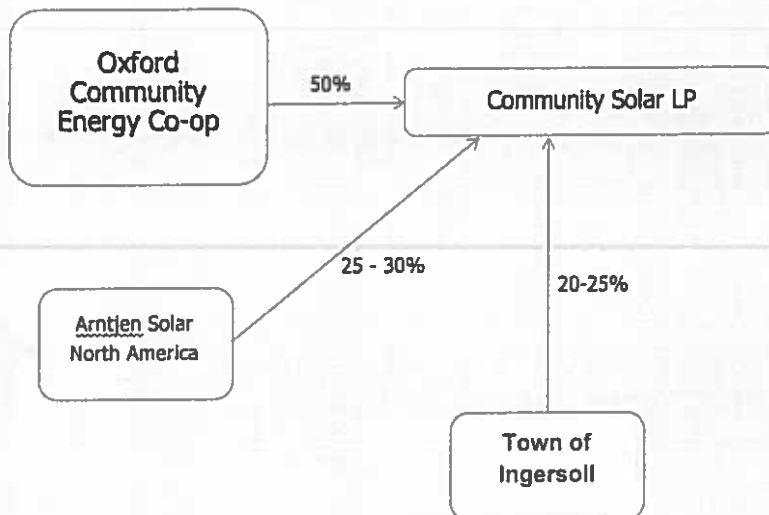 Oxford
Community
Energy Co-op
50%
Community Solar LP
25 - 30%
20-25%
Arntjen Solar
North America
Town of
Ingersoll